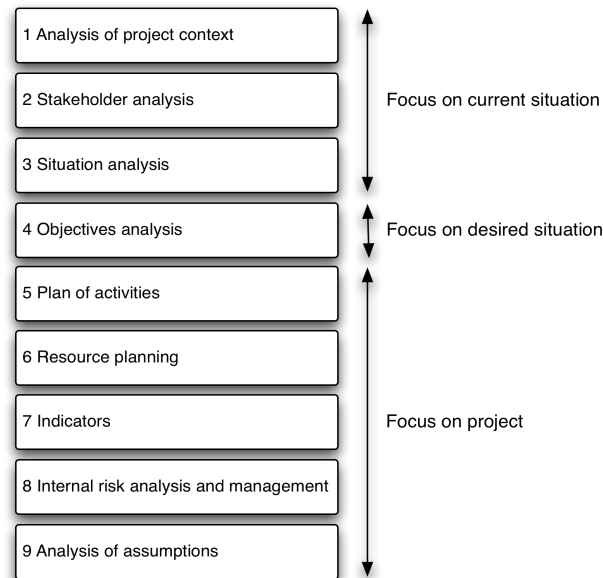 1 Analysis of project context
2 Stakeholder analysis
Focus on current situation
3 Situation analysis
4 Objectives analysis
Focus on desired situation
5 Plan of activities
6 Resource planning
7 Indicators
Focus on project
8 Internal risk analysis and management
9 Analysis of assumptions